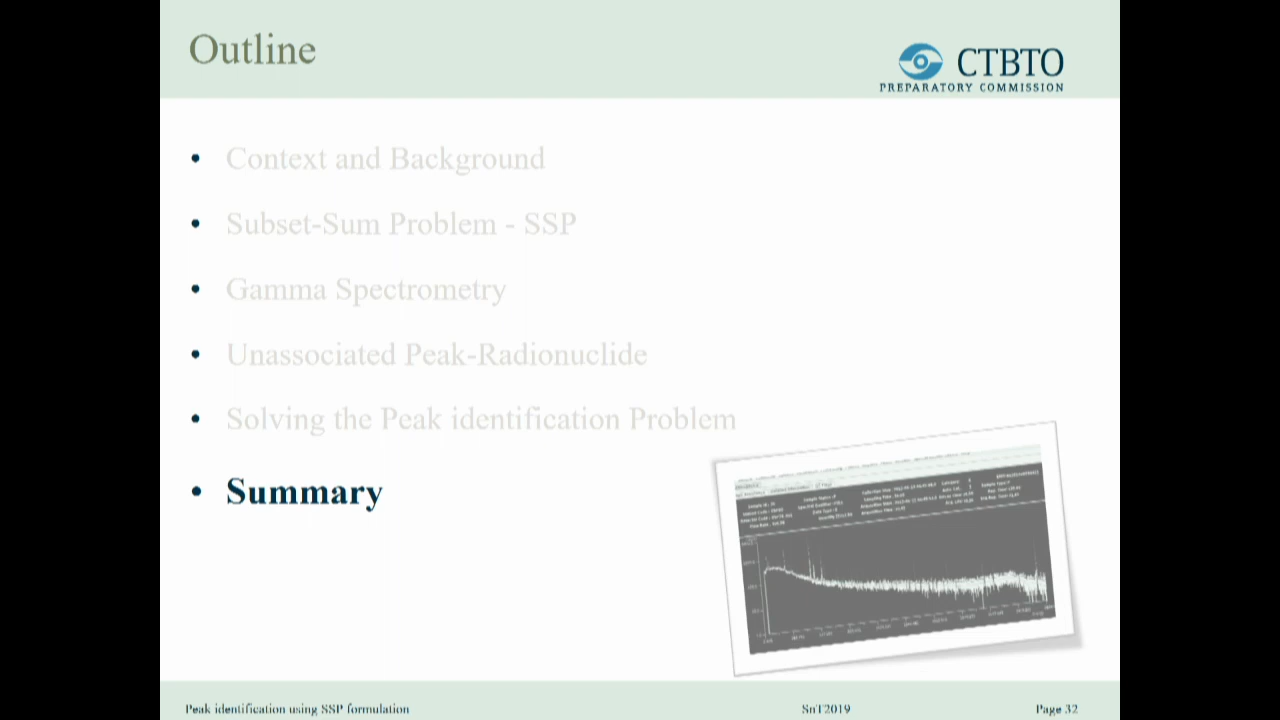 Outline
CTBTO
PREPARATORY COMMISSION
• Context and Background
• Subset-Sum Problem - SSP
• Gamma Spectrometry
• Unassociated Peak-Radionuclide
• Solving the Peak identification Problem
• Summary
Peak identification using SSP formulation
SnT2019
Page 32